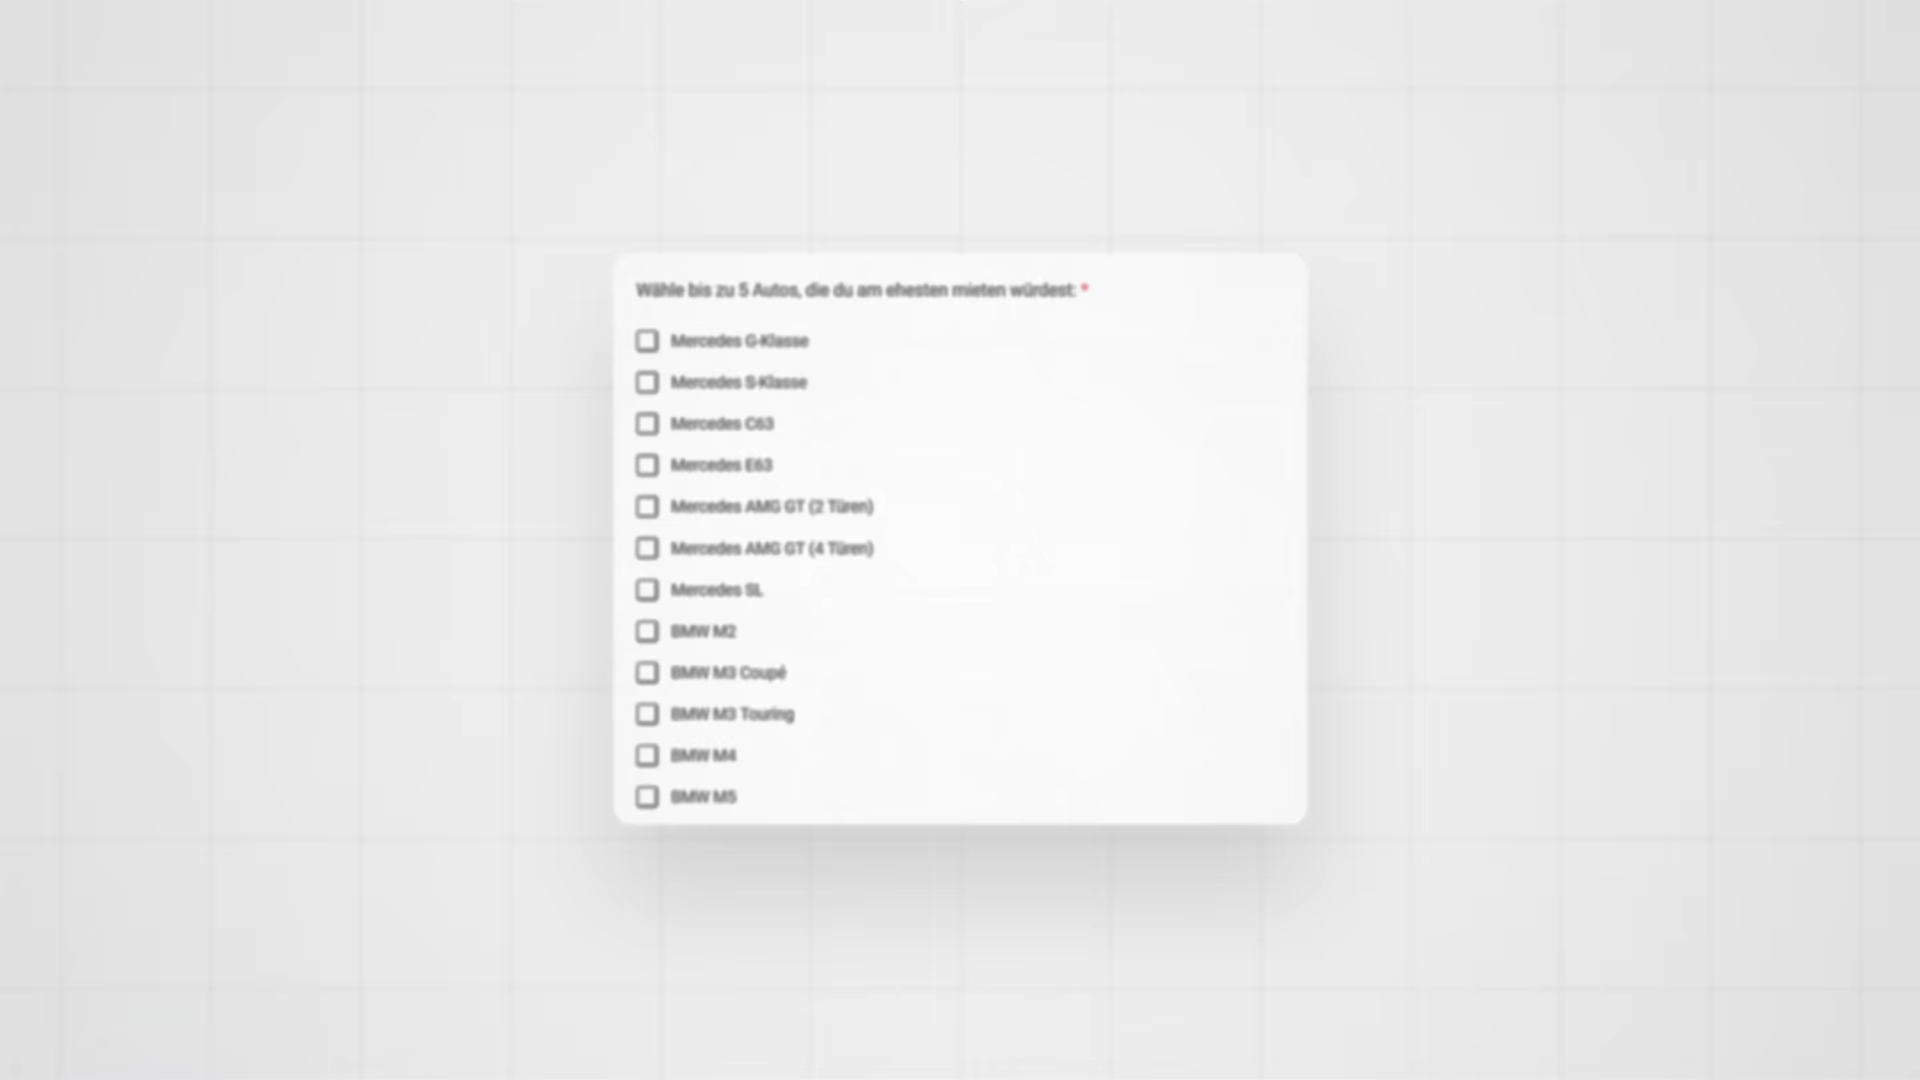 Wähle bis zu 5 Autos, die du am ehesten mieten würdest: *
Mercedes G-Klasse
Mercedes S-Klasse
Mercedes C63
Mercedes E63
Mercedes AMG GT (2 Türen)
Mercedes AMG GT (4 Türen)
Mercedes SL
BMW M2
BMW M3 Coupé
BMW M3 Touring
BMW M4
BMW M5